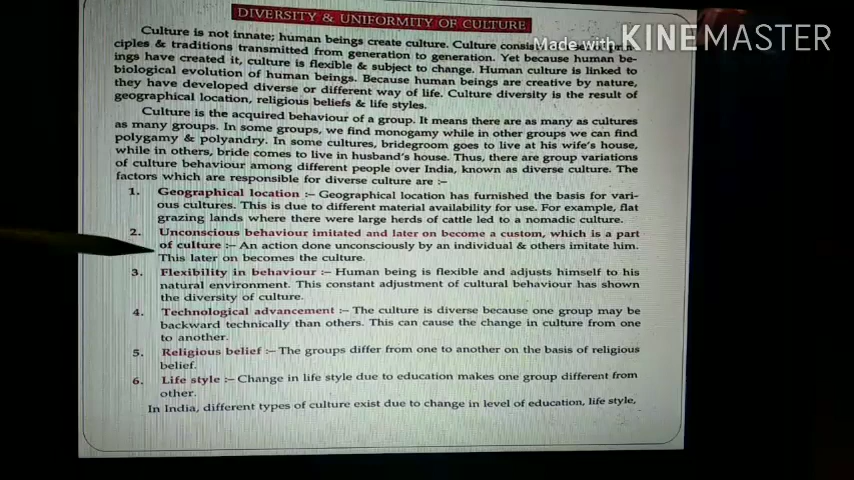 DIVERSITY & UNIFORMITY OF CULTURE
Made with KINEMASTER
Culture is not innate; human beings create culture. Culture
ciples & traditions transmitted from generation to generation. Yet because human be-
ings have created it, culture is flexible & subject to change. Human culture is linked to
biological evolution of human beings. Because human beings are creative by nature,
they have developed diverse or different way of life. Culture diversity is the result of
geographical location, religious beliefs & life styles.
Culture is the acquired behaviour of a group. It means there are as many as cultures
as many groups. In some groups, we find monogamy while in other groups we can find
polygamy & polyandry. In some cultures, bridegroom goes to live at his wife's house,
while in others, bride comes to live in husband's house. Thus, there are group variations
of culture behaviour among different people over India, known as diverse culture. The
factors which are responsible for diverse culture are :-
1. Geographical location :- Geographical location has furnished the basis for vari-
ous cultures. This is due to different material availability for use. For example, flat
grazing lands where there were large herds of cattle led to a nomadic culture.
2. Unconscious behaviour imitated and later on become a custom, which is a part
of culture :- An action done unconsciously by an individual & others imitate him.
This later on becomes the culture.
3. Flexibility in behaviour :- Human being is flexible and adjusts himself to his
natural environment. This constant adjustment of cultural behaviour has shown
the diversity of culture.
4. Technological advancement :- The culture is diverse because one group may be
backward technically than others. This can cause the change in culture from one
to another.
5. Religious belief :- The groups differ from one to another on the basis of religious
belief.
6. Life style :- Change in life style due to education makes one group different from
other.
In India, different types of culture exist due to change in level of education, life style,